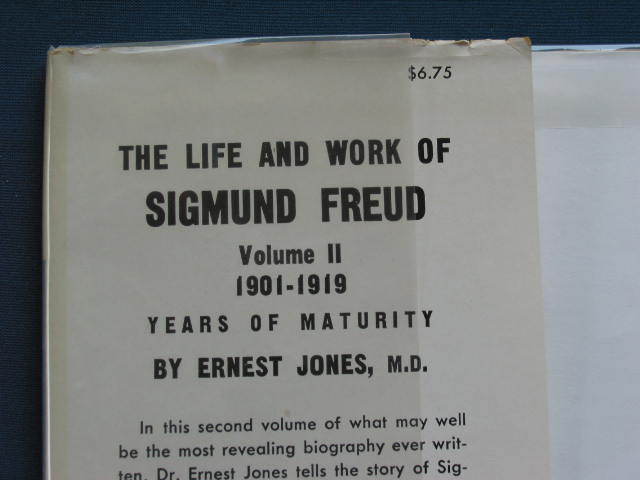 $6.75
THE LIFE AND WORK OF
SIGMUND FREUD
Volume II
1901-1919
YEARS OF MATURITY
BY ERNEST JONES, M.D.
In this second volume of what may well
be the most revealing biography ever writ-
ten, Dr. Ernest Jones tells the story of Sig-